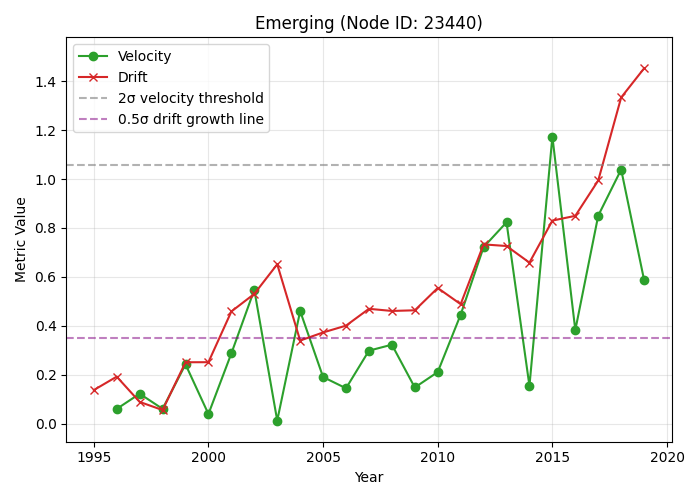 Emerging (Node ID: 23440)
Velocity
Drift
2σ velocity threshold
0.5σ drift growth line
Metric Value
1.4
1.2
1.0
0.8
0.6
0.4
0.2
0.0
1995
2000
2005
2010
2015
2020
Year